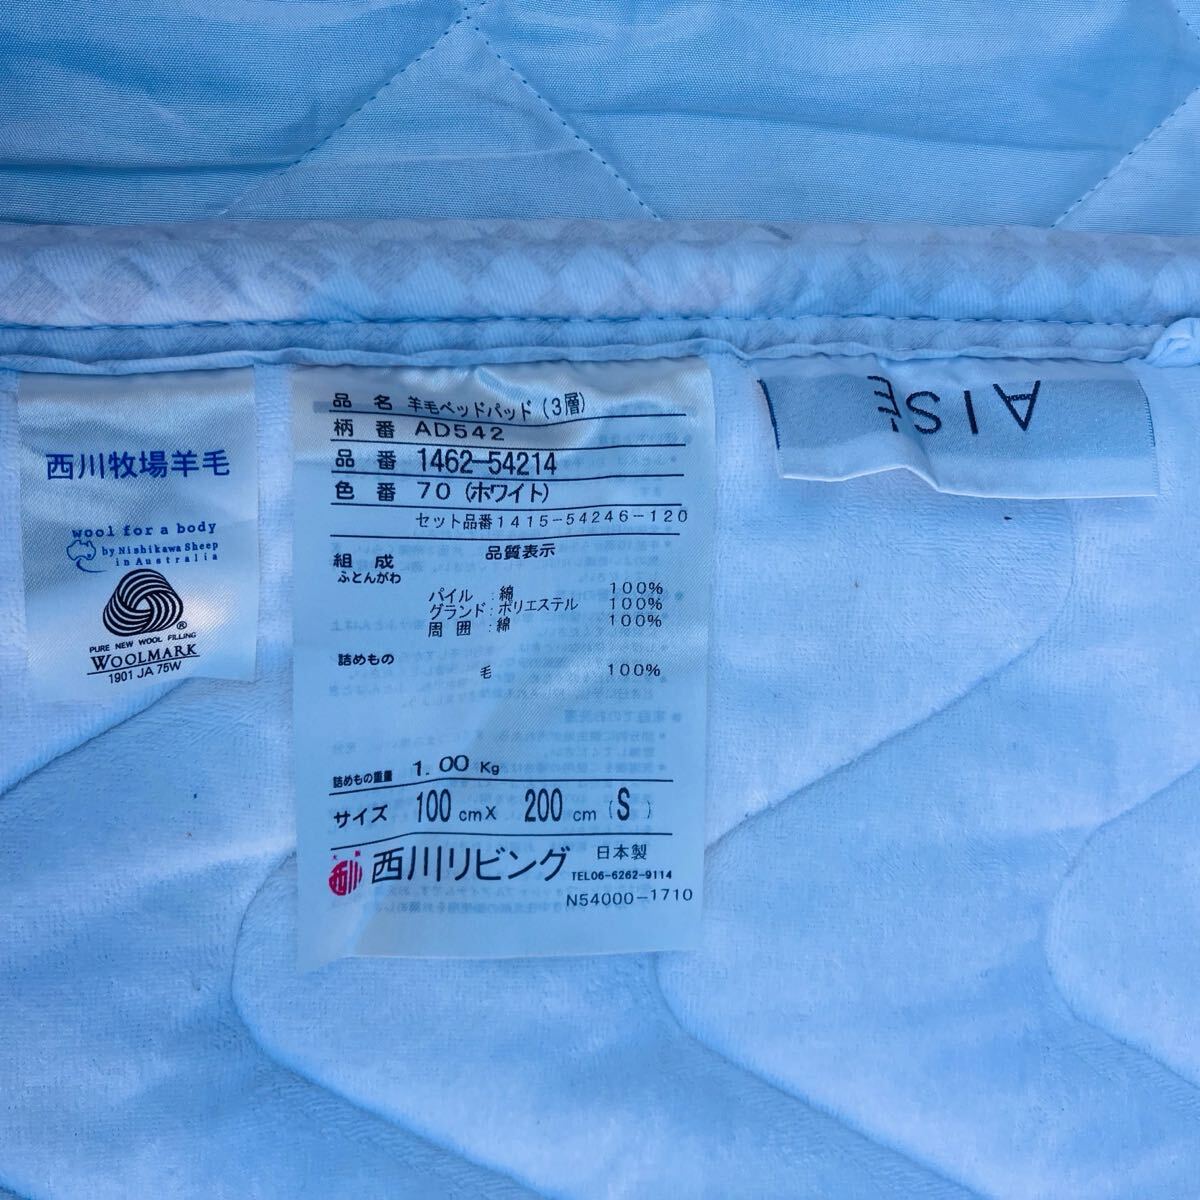 西川牧場羊毛
wool for a body
by Nishikawa Sheep
in Australia
®
PURE NEW WOOL FILLING
WOOLMARK
1901 JA 75W
品 名 羊毛ベッドパッド(3層)
柄 番 AD542
品 番 1462-54214
色 番 70(ホワイト)
セット品番1415-54246-120
組 成 品質表示
ふとんがわ
パイル :綿 100%
グランド:ポリエステル 100%
周 囲 :綿 100%
詰めもの
毛 100%
詰めもの重量 1.00 Kg
サイズ 100 cm X 200 cm (S)
西川 西川リビング 日本製
TEL06-6262-9114
N54000-1710